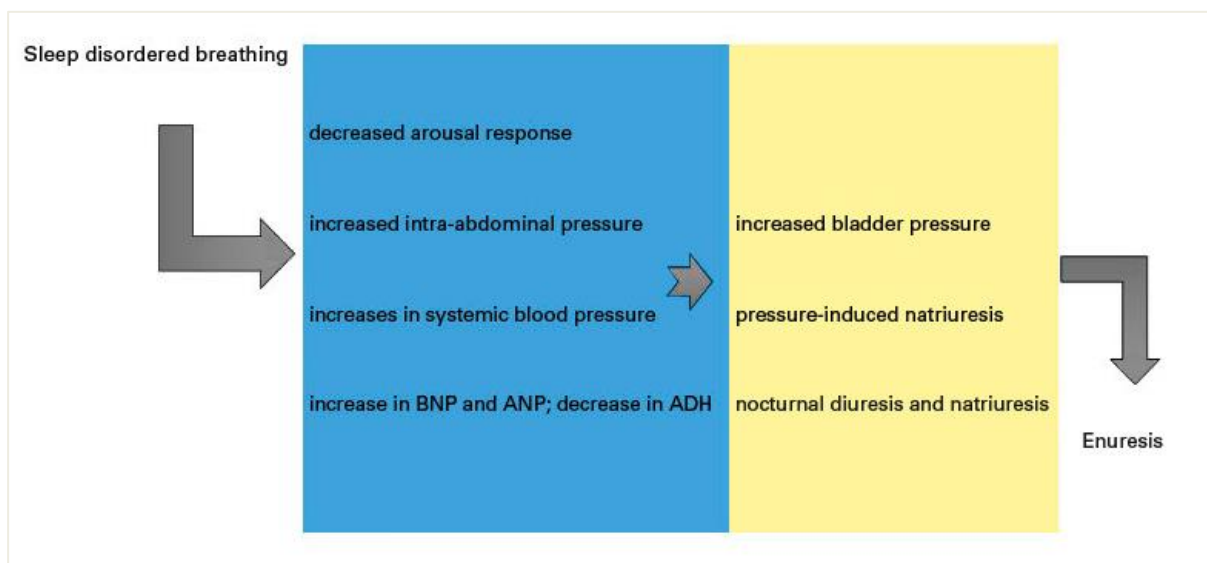 Sleep disordered breathing
decreased arousal response
increased intra-abdominal pressure
increased bladder pressure
increases in systemic blood pressure
pressure-induced natriuresis
increase in BNP and ANP; decrease in ADH
nocturnal diuresis and natriuresis
Enuresis